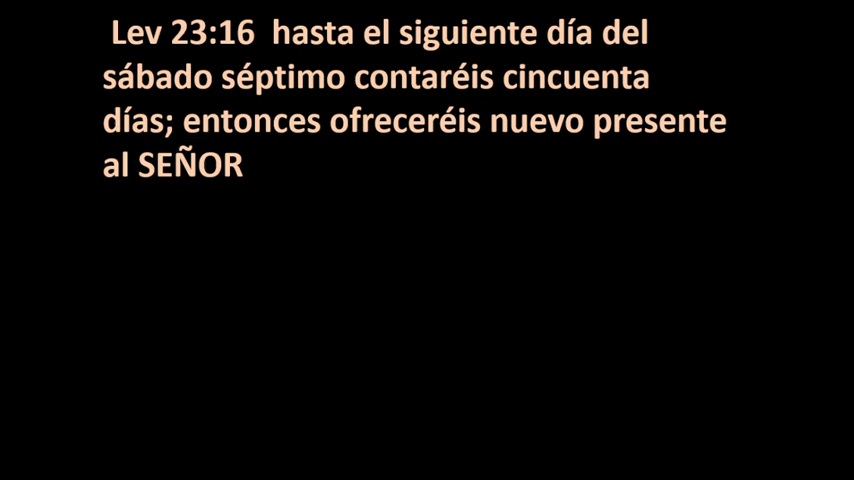 Lev 23:16 hasta el siguiente día del
sábado séptimo contaréis cincuenta
días; entonces ofreceréis nuevo presente
al SEÑOR